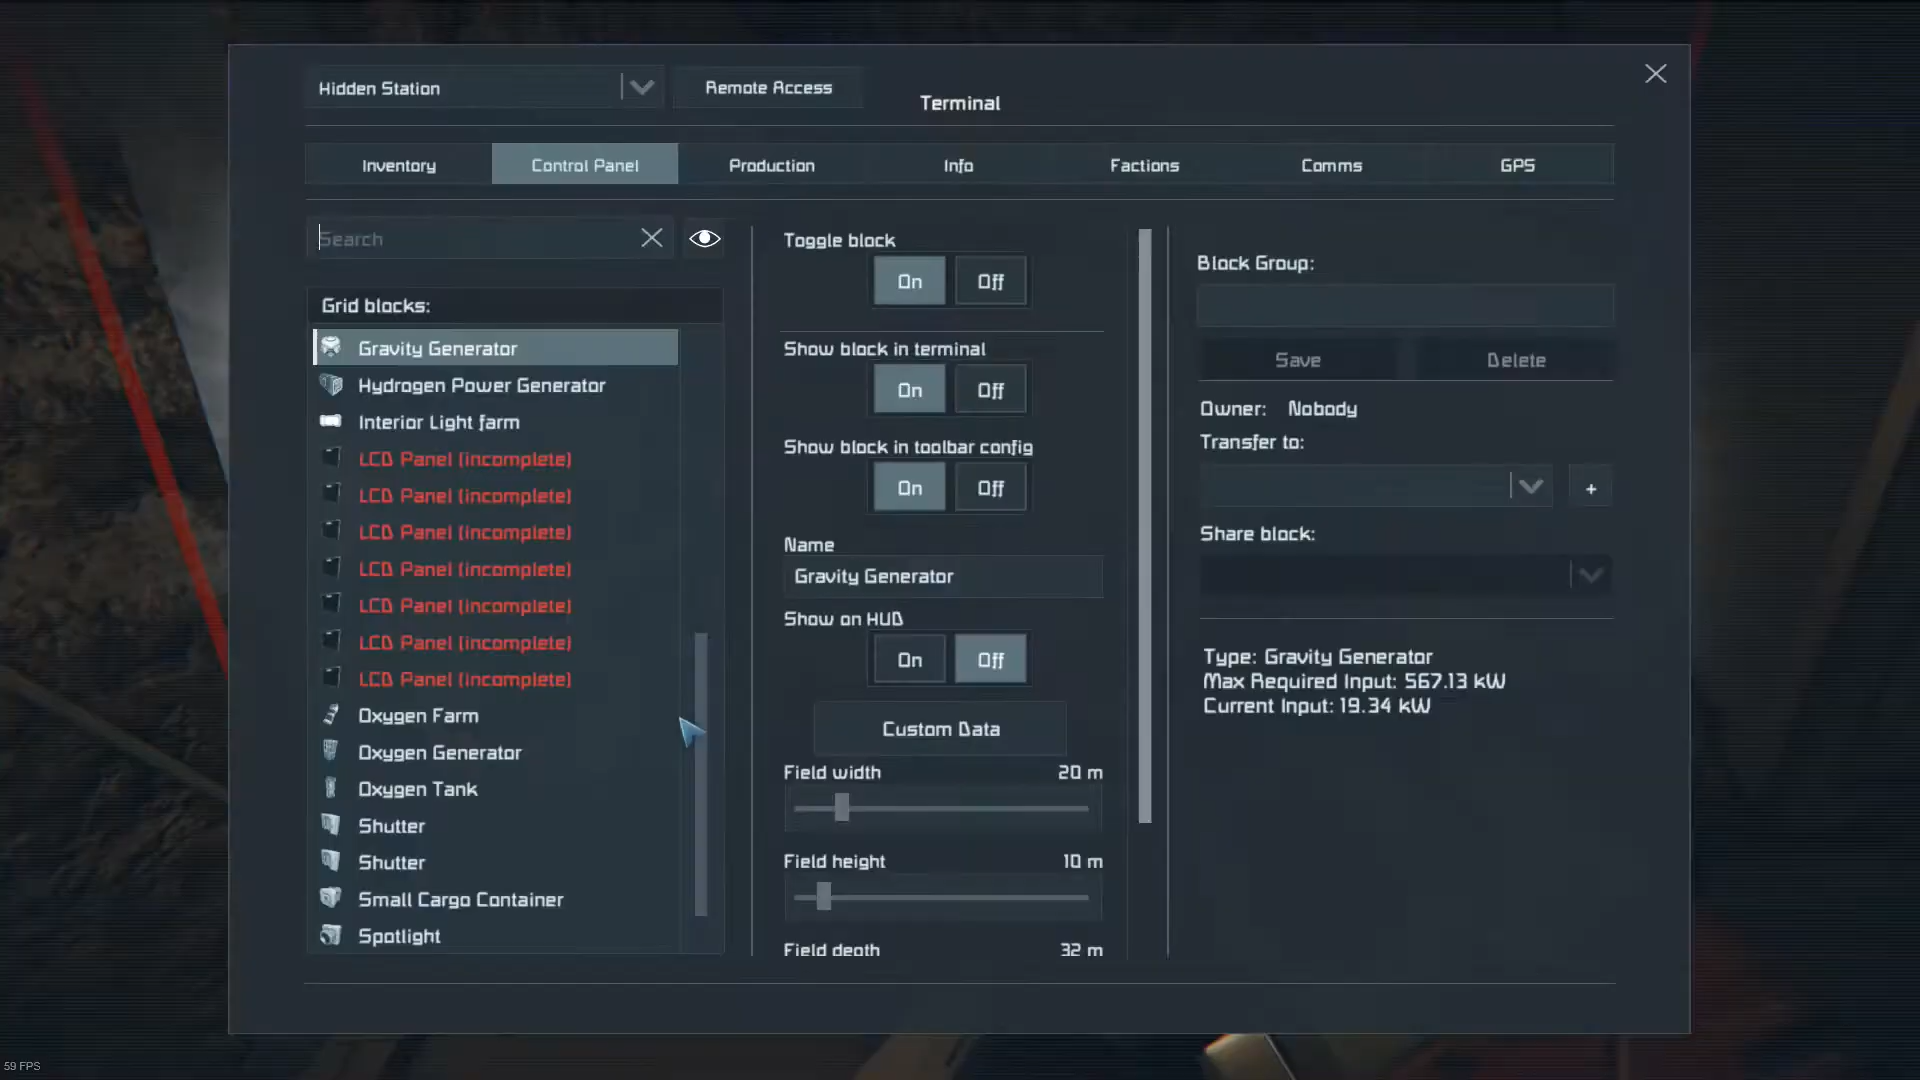 Hidden Station
Remote Access
Terminal
Inventory
Control Panel
Production
Info
Factions
Comms
GPS
Search
Grid blocks:
Gravity Generator
Hydrogen Power Generator
Interior Light farm
LCD Panel (incomplete)
LCD Panel (incomplete)
LCD Panel (incomplete)
LCD Panel (incomplete)
LCD Panel (incomplete)
LCD Panel (incomplete)
LCD Panel (incomplete)
Oxygen Farm
Oxygen Generator
Oxygen Tank
Shutter
Shutter
Small Cargo Container
Spotlight
Toggle block
On Off
Show block in terminal
On Off
Show block in toolbar config
On Off
Name
Gravity Generator
Show on HUD
On Off
Custom Data
Field width 20 m
Field height 10 m
Field depth 32 m
Block Group:
Save Delete
Owner: Nobody
Transfer to:
+
Share block:
Type: Gravity Generator
Max Required Input: 567.13 kW
Current Input: 19.34 kW
59 FPS